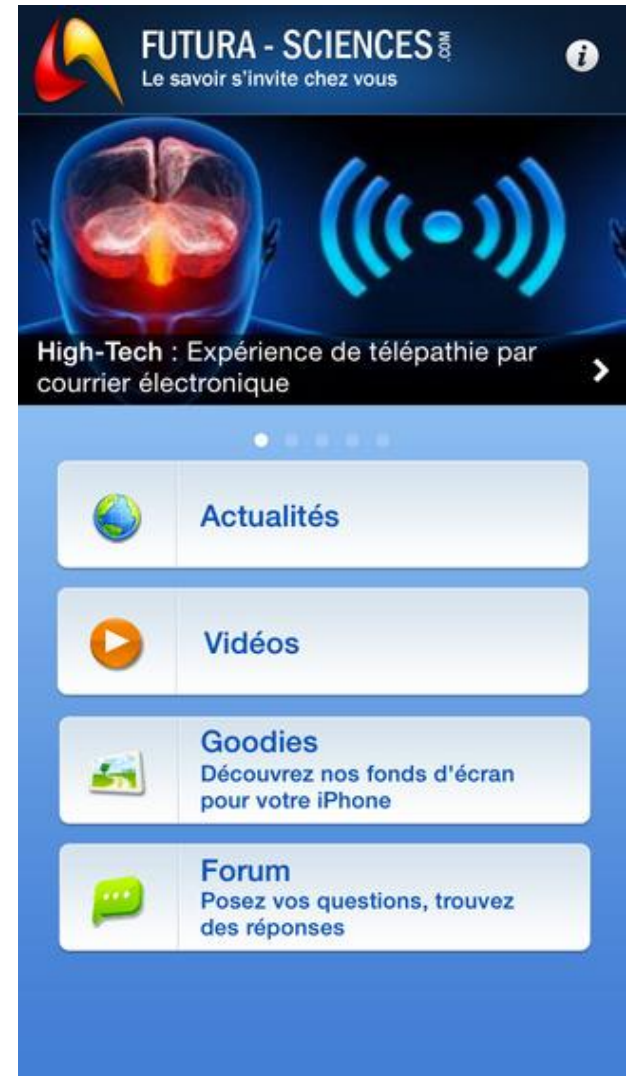 FUTURA - SCIENCES .COM
Le savoir s'invite chez vous
High-Tech : Expérience de télépathie par
courrier électronique
Actualités
Vidéos
Goodies
Découvrez nos fonds d'écran
pour votre iPhone
Forum
Posez vos questions, trouvez
des réponses